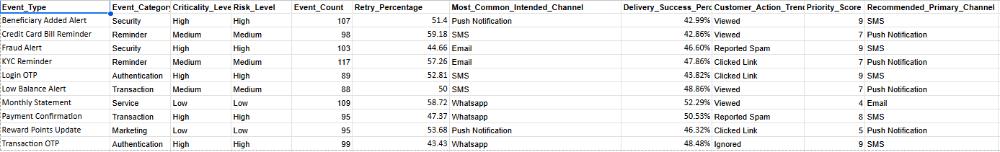 Event_Type Event_Category Criticality_Leve Risk_Level Event_Count Retry_Percentage Most_Common_Intended_Channel Delivery_Success_Perc Customer_Action_Trend Priority_Score Recommended_Primary_Channel
Beneficiary Added Alert Security High High 107 51.4 Push Notification 42.99% Viewed 9 SMS
Credit Card Bill Reminder Reminder Medium Medium 98 59.18 SMS 42.86% Viewed 7 Push Notification
Fraud Alert Security High High 103 44.66 Email 46.60% Reported Spam 9 SMS
KYC Reminder Reminder Medium Medium 117 57.26 Email 47.86% Clicked Link 7 Push Notification
Login OTP Authentication High High 89 52.81 SMS 43.82% Clicked Link 9 SMS
Low Balance Alert Transaction Medium Medium 88 50 SMS 48.86% Viewed 7 Push Notification
Monthly Statement Service Low Low 109 58.72 Whatsapp 52.29% Viewed 4 Email
Payment Confirmation Transaction High High 95 47.37 Whatsapp 50.53% Reported Spam 8 SMS
Reward Points Update Marketing Low Low 95 53.68 Push Notification 46.32% Clicked Link 5 Push Notification
Transaction OTP Authentication High High 99 43.43 Whatsapp 48.48% Ignored 9 SMS